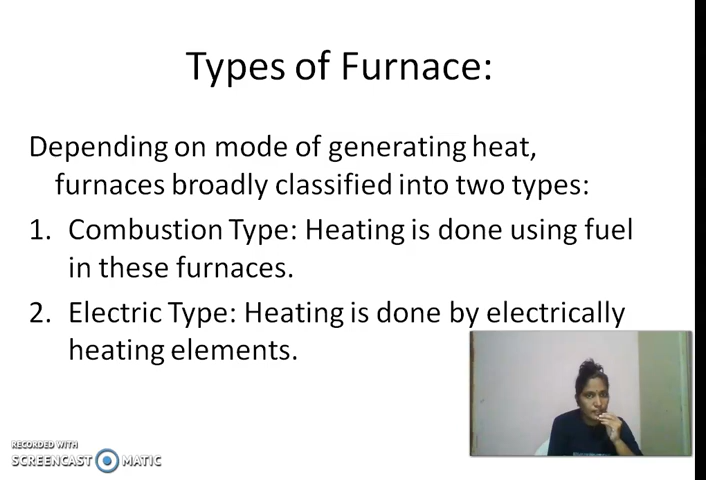 Types of Furnace:
Depending on mode of generating heat,
furnaces broadly classified into two types:
1. Combustion Type: Heating is done using fuel
in these furnaces.
2. Electric Type: Heating is done by electrically
heating elements.
RECORDED WITH
SCREENCAST MATIC